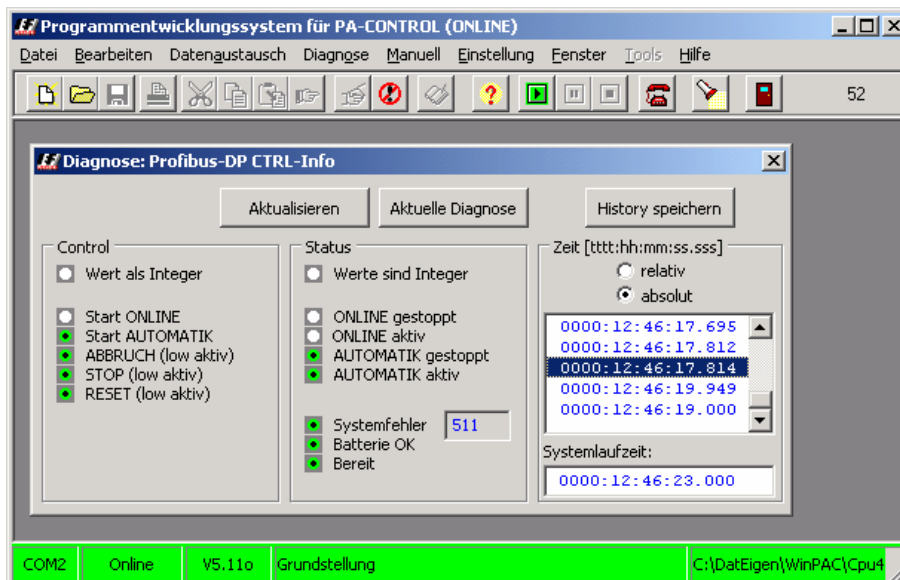 Programmentwicklungssystem für PA-CONTROL (ONLINE)
Datei Bearbeiten Datenaustausch Diagnose Manuell Einstellung Fenster Tools Hilfe
52
Diagnose: Profibus-DP CTRL-Info
Aktualisieren Aktuelle Diagnose History speichern
Control
Wert als Integer
Start ONLINE
Start AUTOMATIK
ABBRUCH (low aktiv)
STOP (low aktiv)
RESET (low aktiv)
Status
Werte sind Integer
ONLINE gestoppt
ONLINE aktiv
AUTOMATIK gestoppt
AUTOMATIK aktiv
Systemfehler 511
Batterie OK
Bereit
Zeit [tttt:hh:mm:ss.sss]
relativ
absolut
0000:12:46:17.695
0000:12:46:17.812
0000:12:46:17.814
0000:12:46:19.949
0000:12:46:19.000
Systemlaufzeit:
0000:12:46:23.000
COM2 Online V5.11o Grundstellung C:\DatEigen\WinPAC\Cpu4